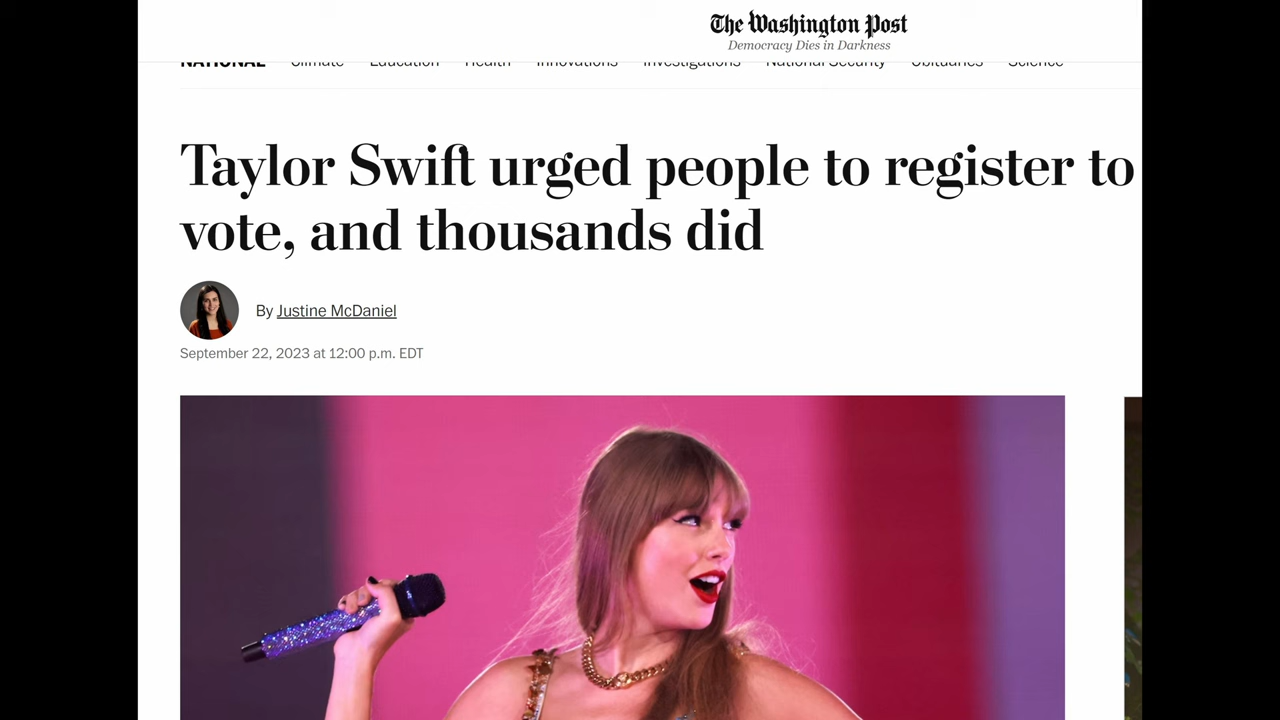 The Washington Post
Democracy Dies in Darkness
NATIONAL Climate Education Health Innovations Investigations National Security Obituaries Science
Taylor Swift urged people to register to
vote, and thousands did
By Justine McDaniel
September 22, 2023 at 12:00 p.m. EDT